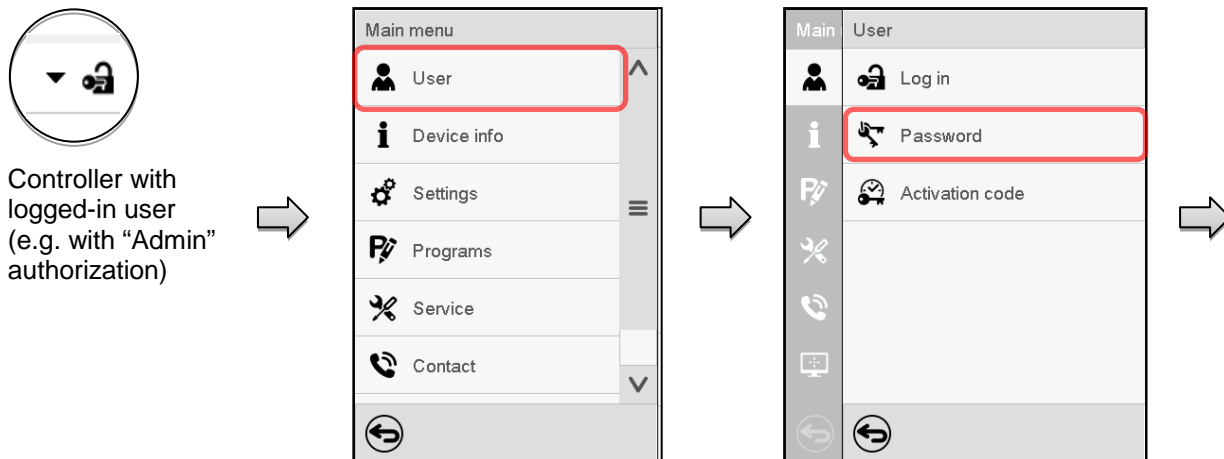 Controller with
logged-in user
(e.g. with “Admin”
authorization)
Main menu
User
Device info
Settings
Programs
Service
Contact
Main
User
Log in
Password
Activation code